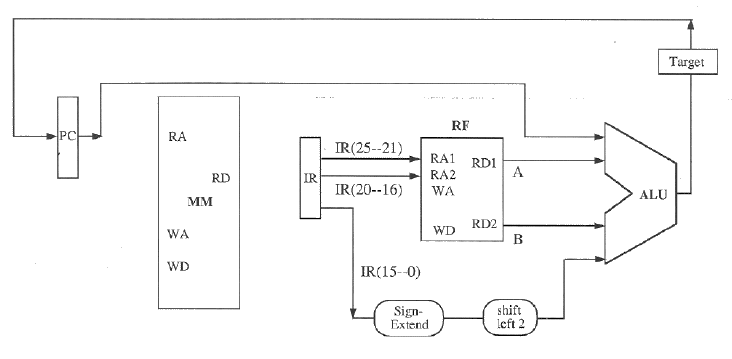 Target
PC
RA
RD
MM
WA
WD
IR
IR(25--21)
IR(20--16)
IR(15--0)
RF
RA1
RD1
RA2
WA
WD
RD2
A
B
ALU
Sign-
Extend
shift
left 2